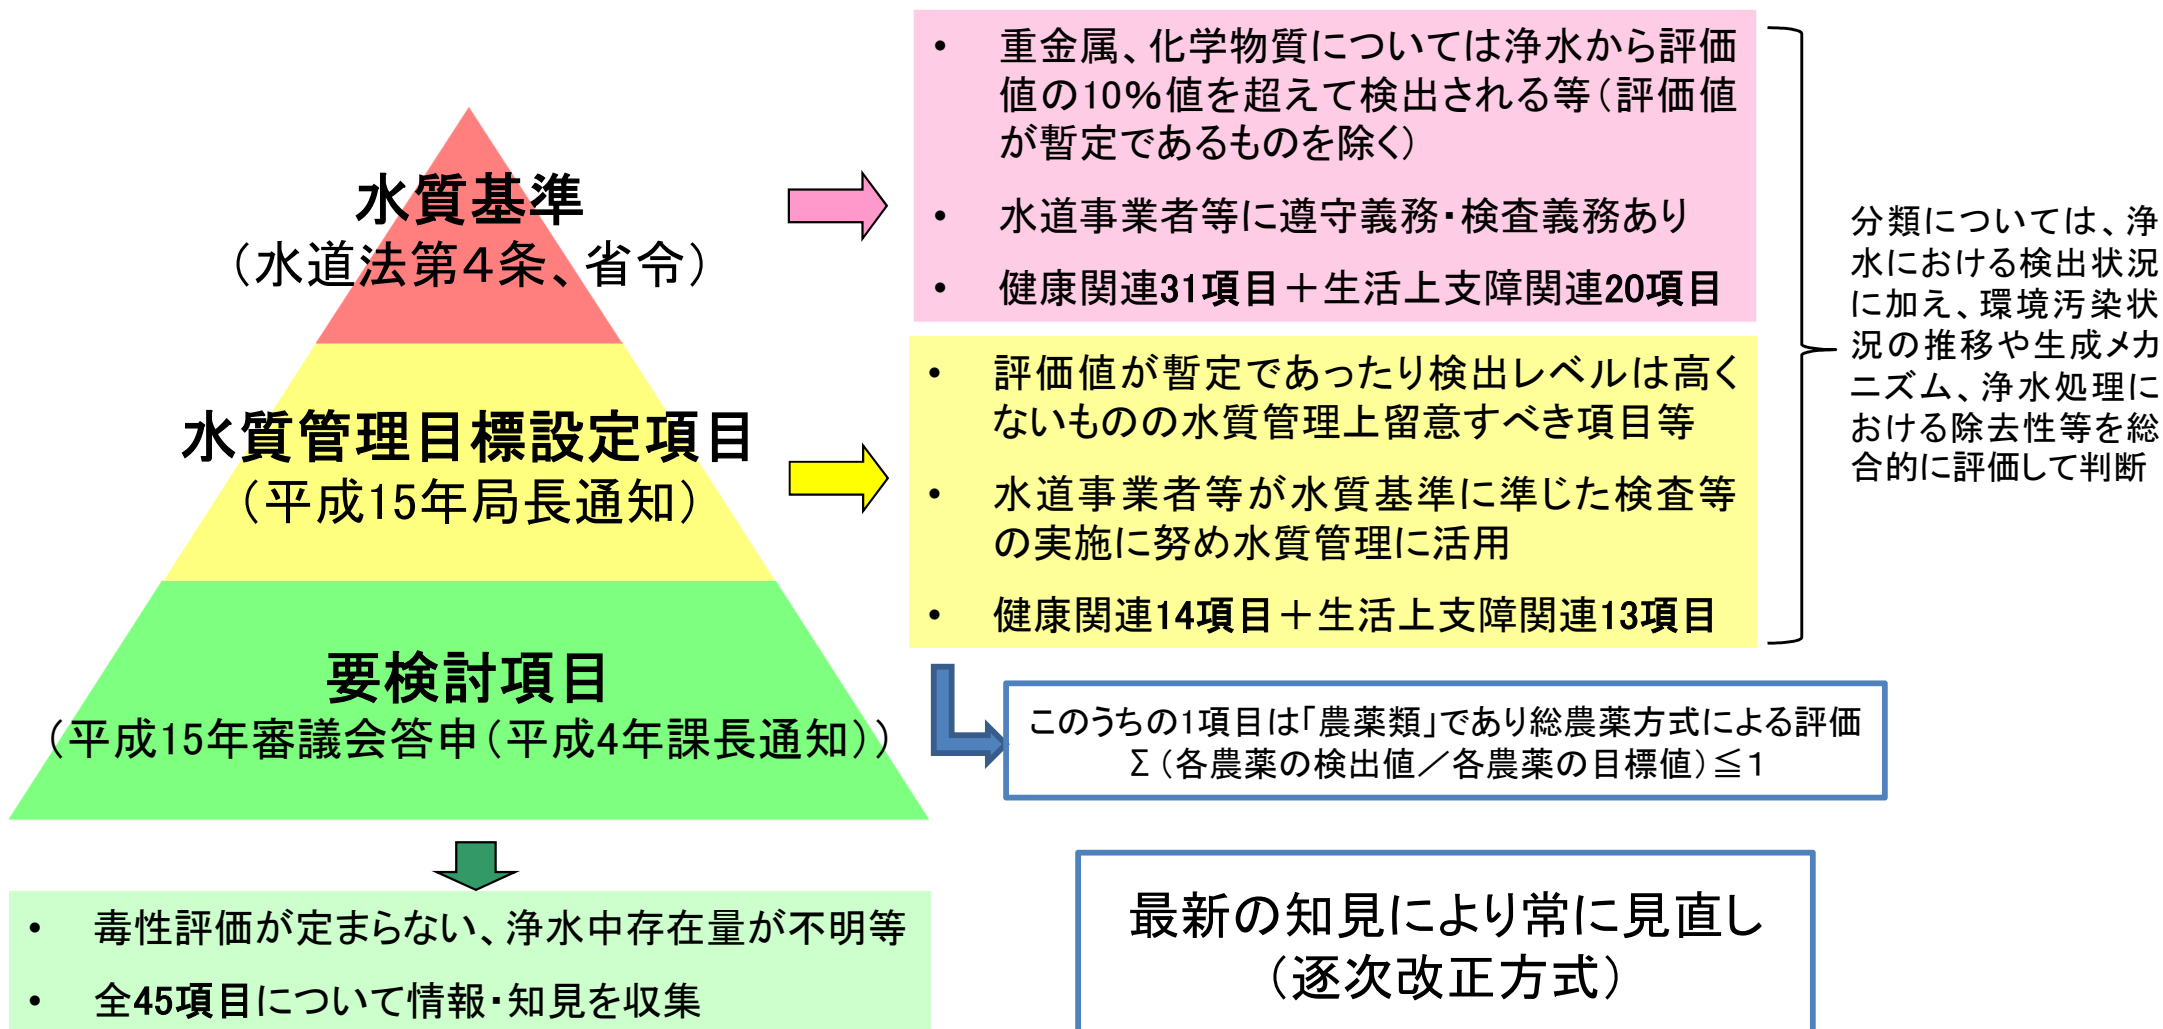 水質基準
（水道法第４条、省令）
• 重金属、化学物質については浄水から評価
値の10％値を超えて検出される等（評価値
が暫定であるものを除く）
• 水道事業者等に遵守義務・検査義務あり
• 健康関連31項目＋生活上支障関連20項目
水質管理目標設定項目
（平成15年局長通知）
• 評価値が暫定であったり検出レベルは高く
ないものの水質管理上留意すべき項目等
• 水道事業者等が水質基準に準じた検査等
の実施に努め水質管理に活用
• 健康関連14項目＋生活上支障関連13項目
分類については、浄
水における検出状況
に加え、環境汚染状
況の推移や生成メカ
ニズム、浄水処理に
おける除去性等を総
合的に評価して判断
このうちの1項目は「農薬類」であり総農薬方式による評価
Σ（各農薬の検出値／各農薬の目標値）≦１
要検討項目
（平成15年審議会答申（平成4年課長通知））
• 毒性評価が定まらない、浄水中存在量が不明等
• 全45項目について情報・知見を収集
最新の知見により常に見直し
（逐次改正方式）